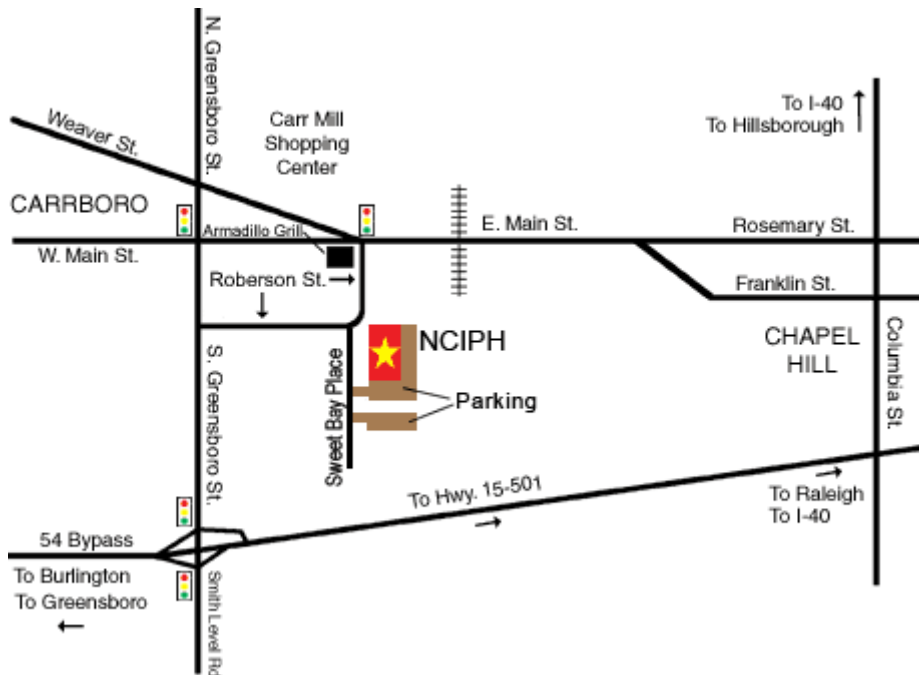 N. Greensboro St.
Weaver St.
Carr Mill
Shopping
Center
To I-40
To Hillsborough
CARRBORO
Armadillo Grill
E. Main St.
Rosemary St.
W. Main St.
Roberson St.
Franklin St.
NCIPH
CHAPEL
HILL
Columbia St.
S. Greensboro St.
Sweet Bay Place
Parking
To Hwy. 15-501
To Raleigh
To I-40
54 Bypass
To Burlington
To Greensboro
Smith Level Rd